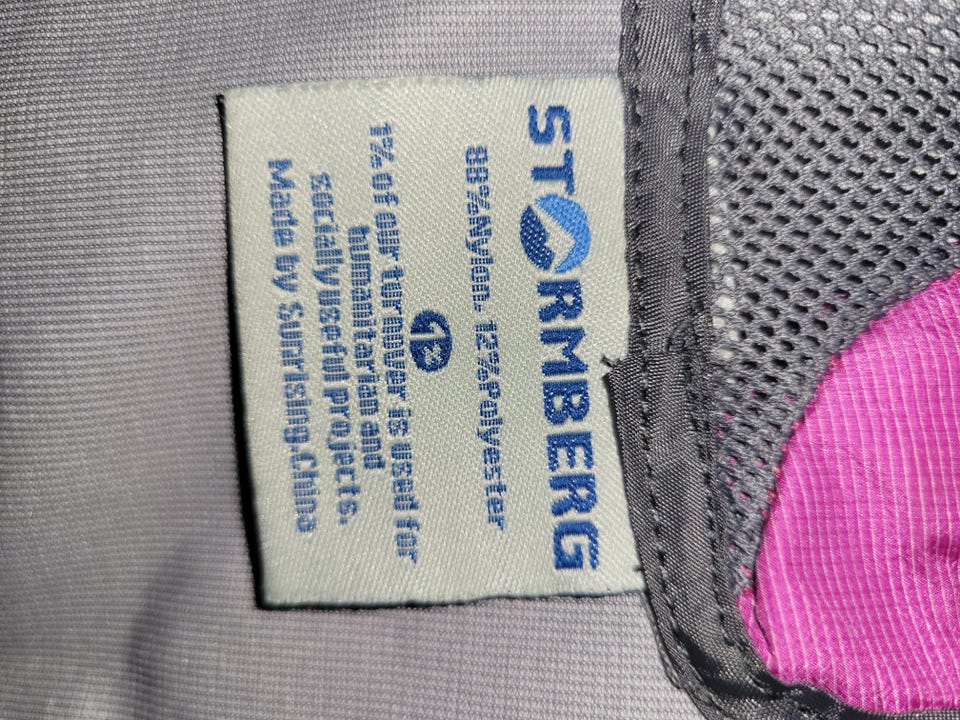 STORMBERG
88%Nylon. 12%Polyester
1%
1% of our turnover is used for
humanitarian and
socially useful projects.
Made by Sunrising.China